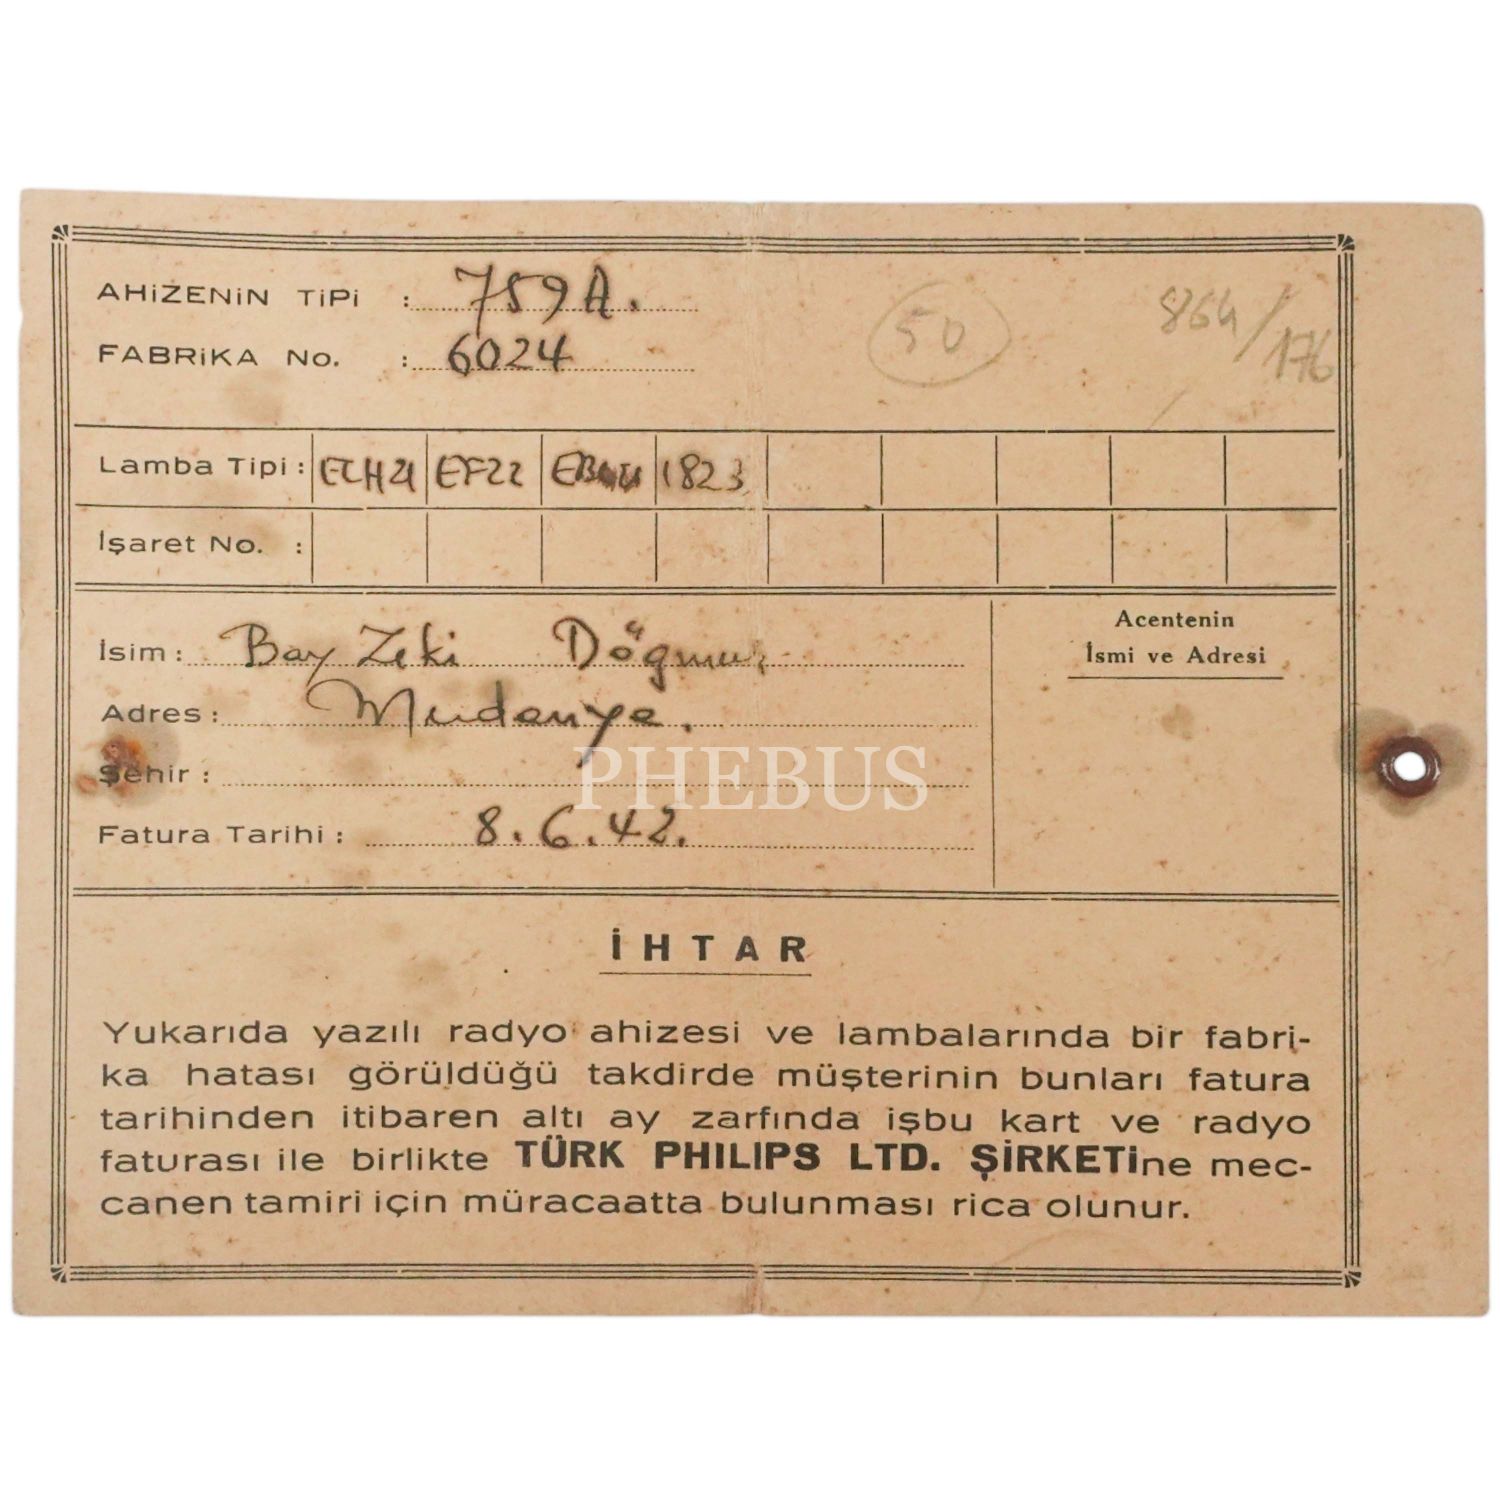 AHiZENiN TiPi : 759A.
FABRiKA No. : 6024
50
864/176
Lamba Tipi : ECH21 EF22 1823
İşaret No. :
İsim : Bay Zeki
Adres : Mudanya.
Şehir :
Fatura Tarihi : 8.6.42.
Acentenin
İsmi ve Adresi
PHEBUS
İHTAR
Yukarıda yazılı radyo ahizesi ve lambalarında bir fabri-
ka hatası görüldüğü takdirde müşterinin bunları fatura
tarihinden itibaren altı ay zarfında işbu kart ve radyo
faturası ile birlikte TÜRK PHILIPS LTD. ŞİRKETİne mec-
canen tamiri için müracaatta bulunması rica olunur.